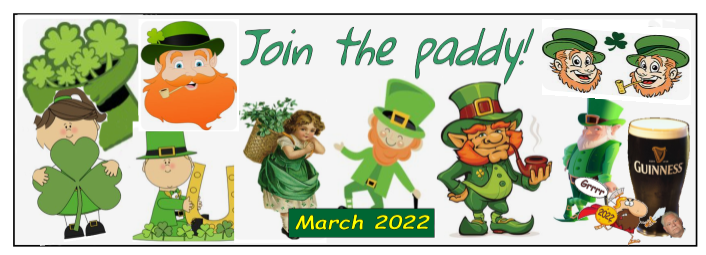 Join the paddy!
GUINNESS
Grrrr
2022
March 2022